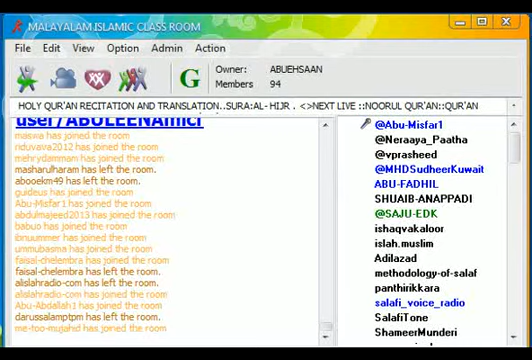 MALAYALAM ISLAMIC CLASS ROOM
File Edit View Option Admin Action
G
Owner: ABUEHSAAN
Members 94
HOLY QUR'AN RECITATION AND TRANSLATION..SURA:AL- HIJR . <>NEXT LIVE ::NOORUL QUR'AN::QUR'AN
user/ABULEENAmici
maswa has joined the room
riduvava2012 has joined the room
mehrydammam has joined the room
masharulharam has left the room.
abooekm49 has left the room.
guideus has joined the room
Abu-Misfar1 has joined the room
abdulmajeed2013 has joined the room
babuo has joined the room
ibnuummer has joined the room
ummubasma has joined the room
faisal-chelembra has joined the room
faisal-chelembra has left the room.
alislahradio-com has left the room.
alislahradio-com has joined the room
Abu-Abdallah1 has joined the room
darussalamptpm has left the room.
me-too-mujahd has joined the room
@Abu-Misfar1
@Neraaya_Paatha
@vprasheed
@MHDSudheerKuwait
ABU-FADHIL
SHUAIB-ANAPPADI
@SAJU-EDK
ishaqvakaloor
islah.muslim
Adilazad
methodology-of-salaf
panthirikkara
salafi_voice_radio
SalafiTone
ShameerMunderi